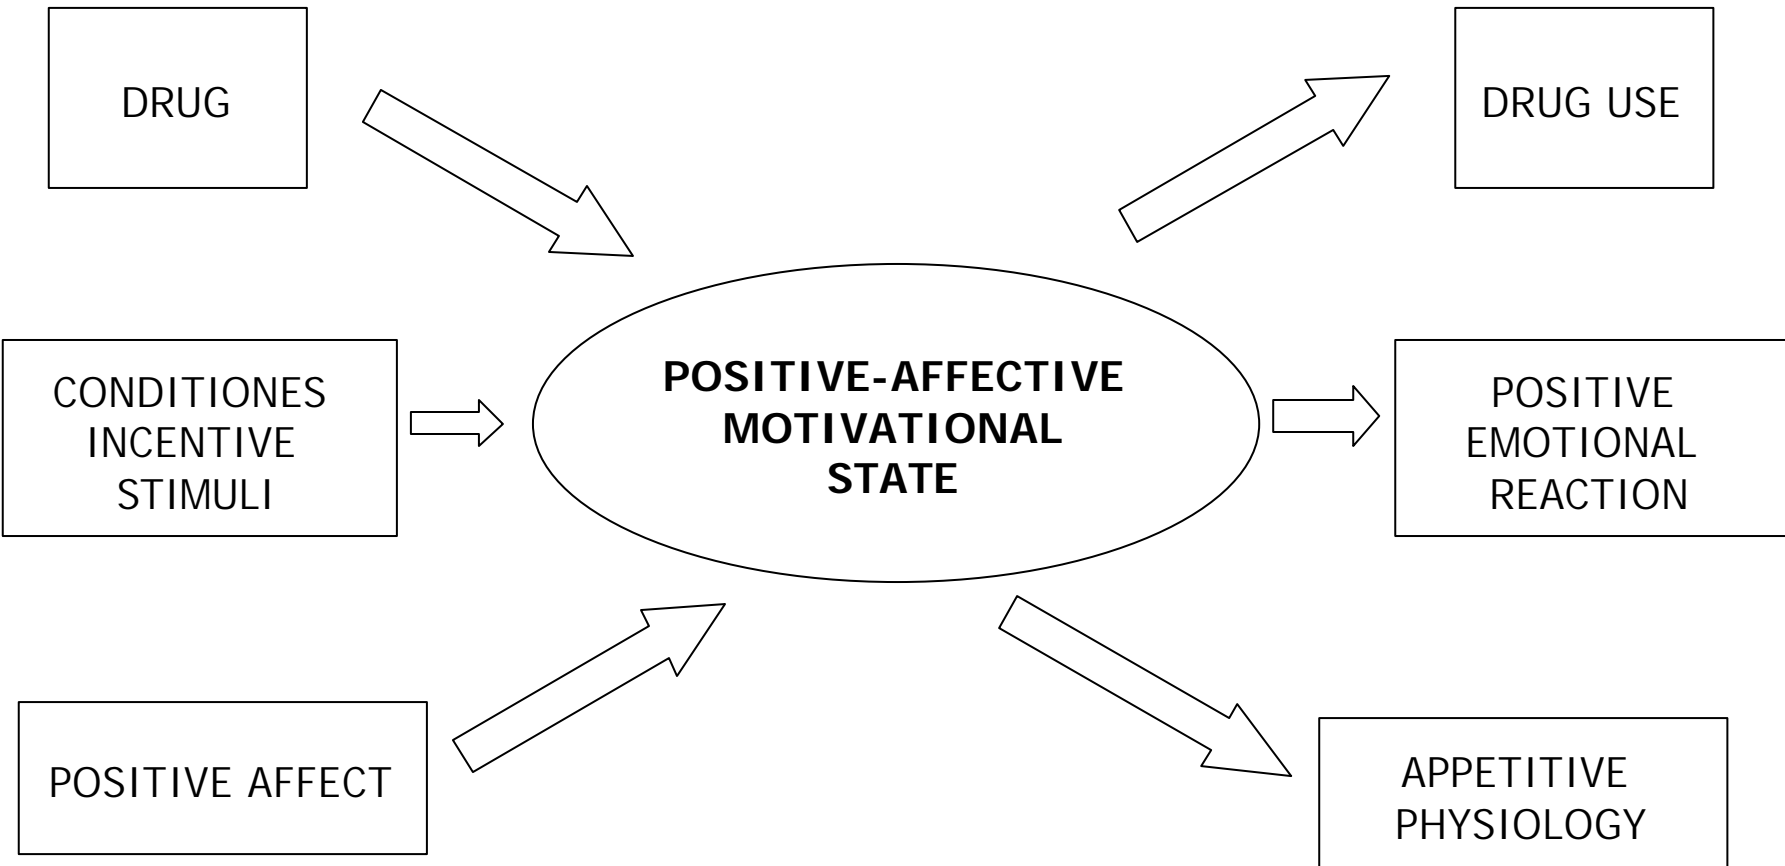 DRUG
DRUG USE
CONDITIONES
INCENTIVE
STIMULI
POSITIVE-AFFECTIVE
MOTIVATIONAL
STATE
POSITIVE
EMOTIONAL
REACTION
POSITIVE AFFECT
APPETITIVE
PHYSIOLOGY